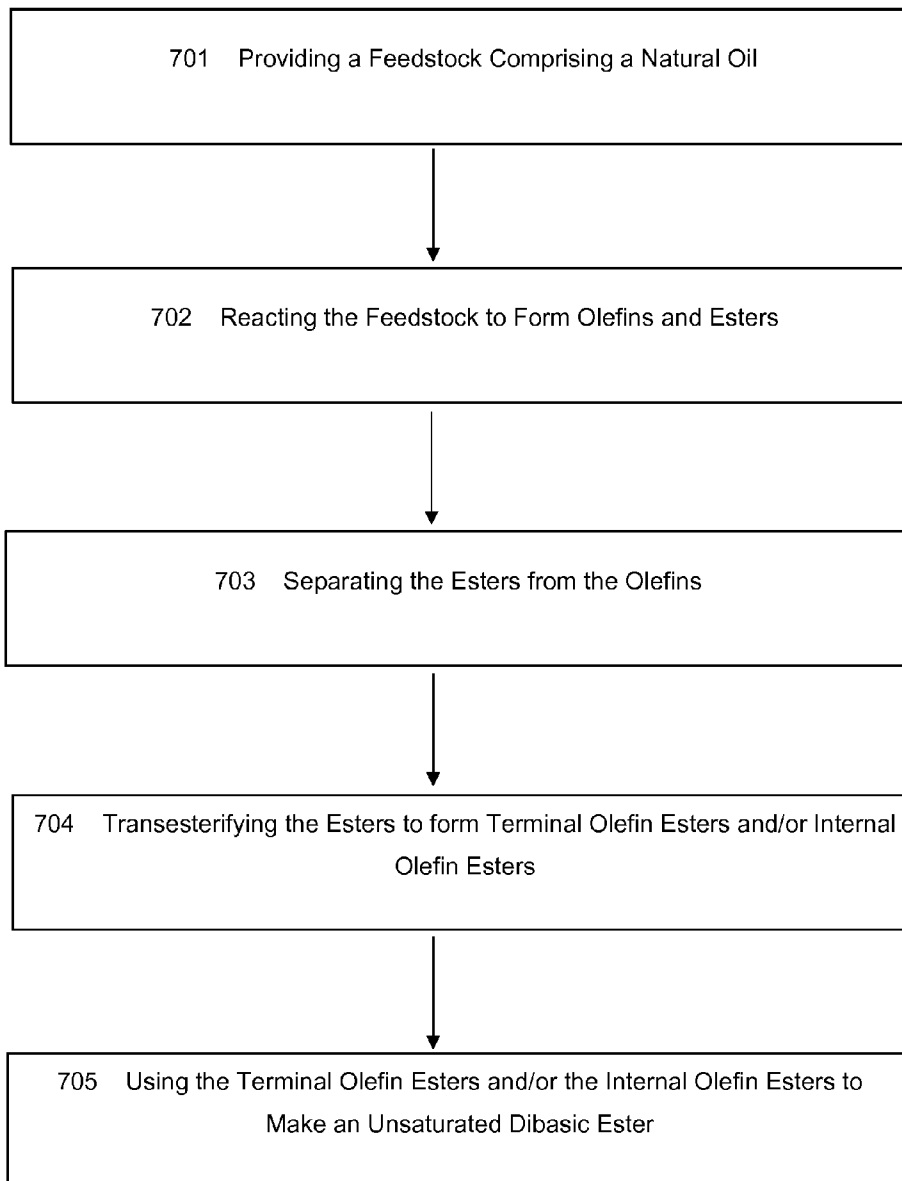 701 Providing a Feedstock Comprising a Natural Oil
702 Reacting the Feedstock to Form Olefins and Esters
703 Separating the Esters from the Olefins
704 Transesterifying the Esters to form Terminal Olefin Esters and/or Internal
Olefin Esters
705 Using the Terminal Olefin Esters and/or the Internal Olefin Esters to
Make an Unsaturated Dibasic Ester